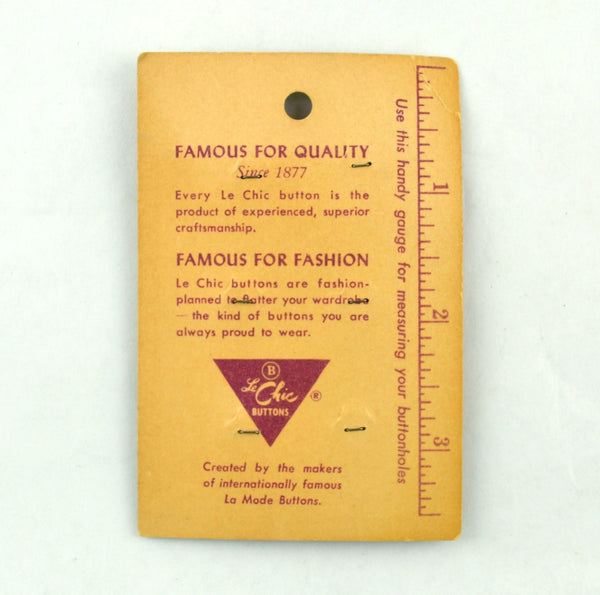 FAMOUS FOR QUALITY
Since 1877
Every Le Chic button is the
product of experienced, superior
craftsmanship.
FAMOUS FOR FASHION
Le Chic buttons are fashion-
planned to flatter your wardrobe
— the kind of buttons you are
always proud to wear.
B
Le Chic
BUTTONS
®
Created by the makers
of internationally famous
La Mode Buttons.
Use this handy gauge for measuring your buttonholes
1
2
3